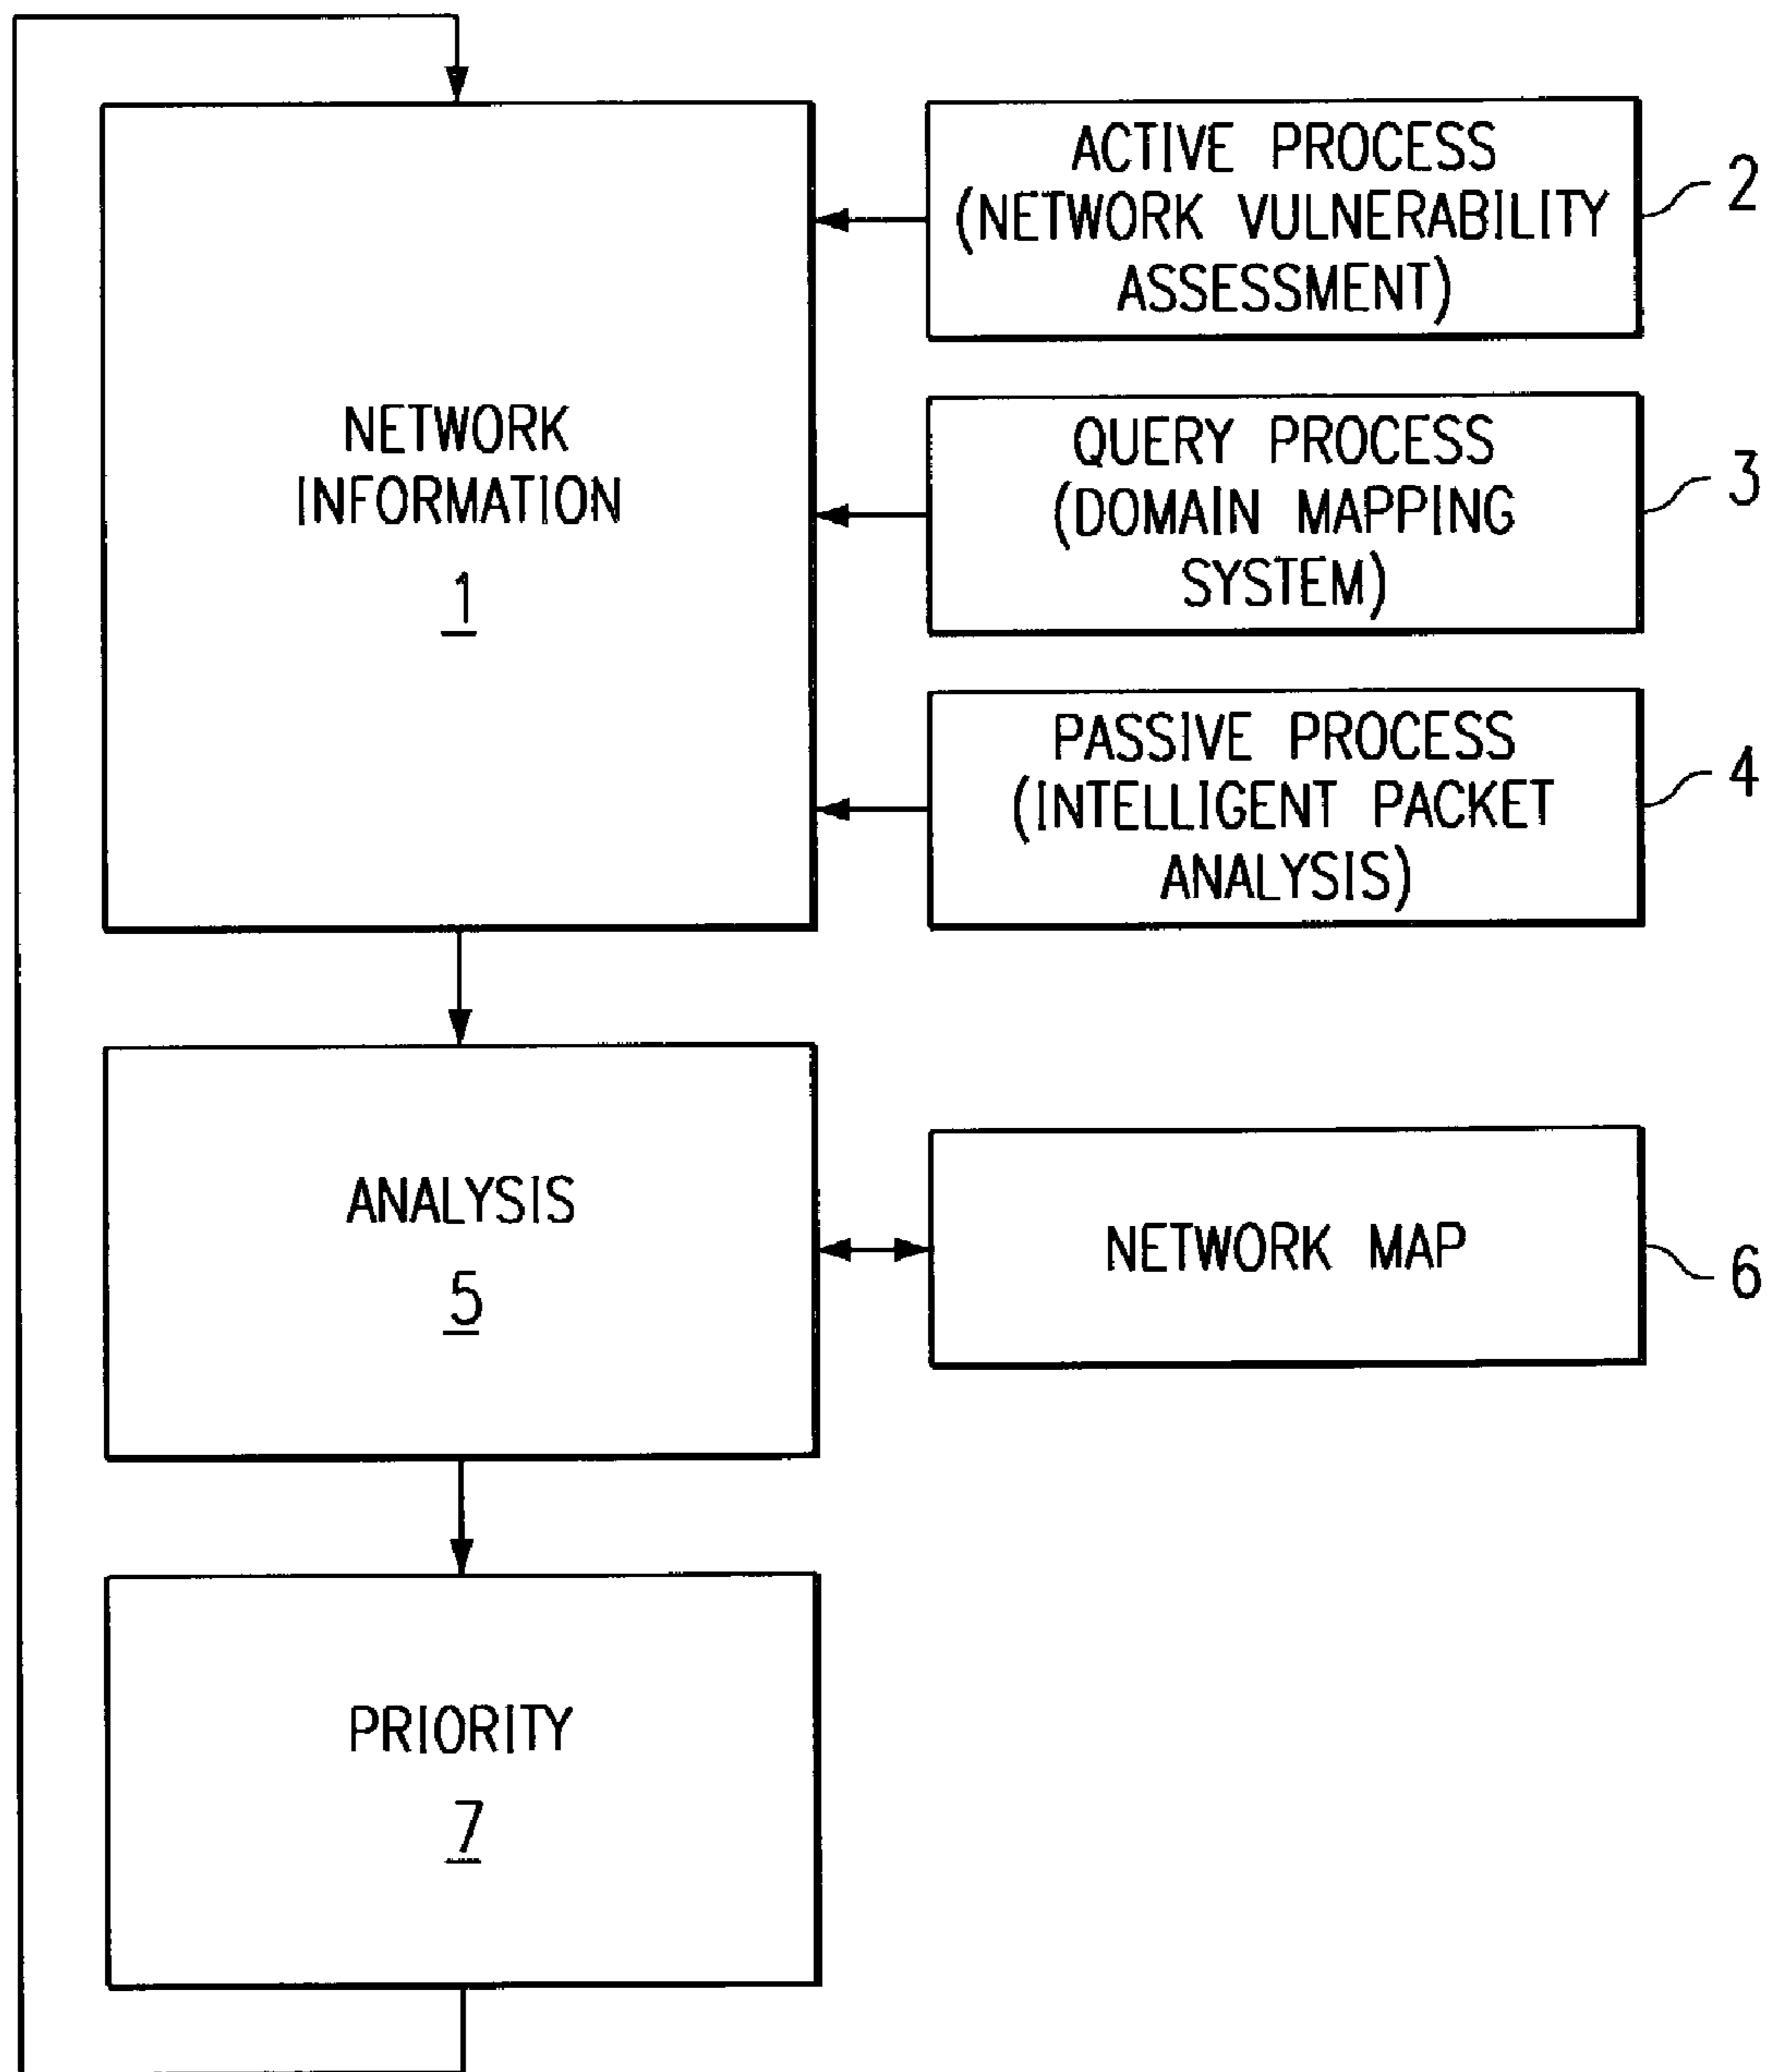 NETWORK
INFORMATION
1
ACTIVE PROCESS
(NETWORK VULNERABILITY
ASSESSMENT)
2
QUERY PROCESS
(DOMAIN MAPPING
SYSTEM)
3
PASSIVE PROCESS
(INTELLIGENT PACKET
ANALYSIS)
4
ANALYSIS
5
NETWORK MAP
6
PRIORITY
7